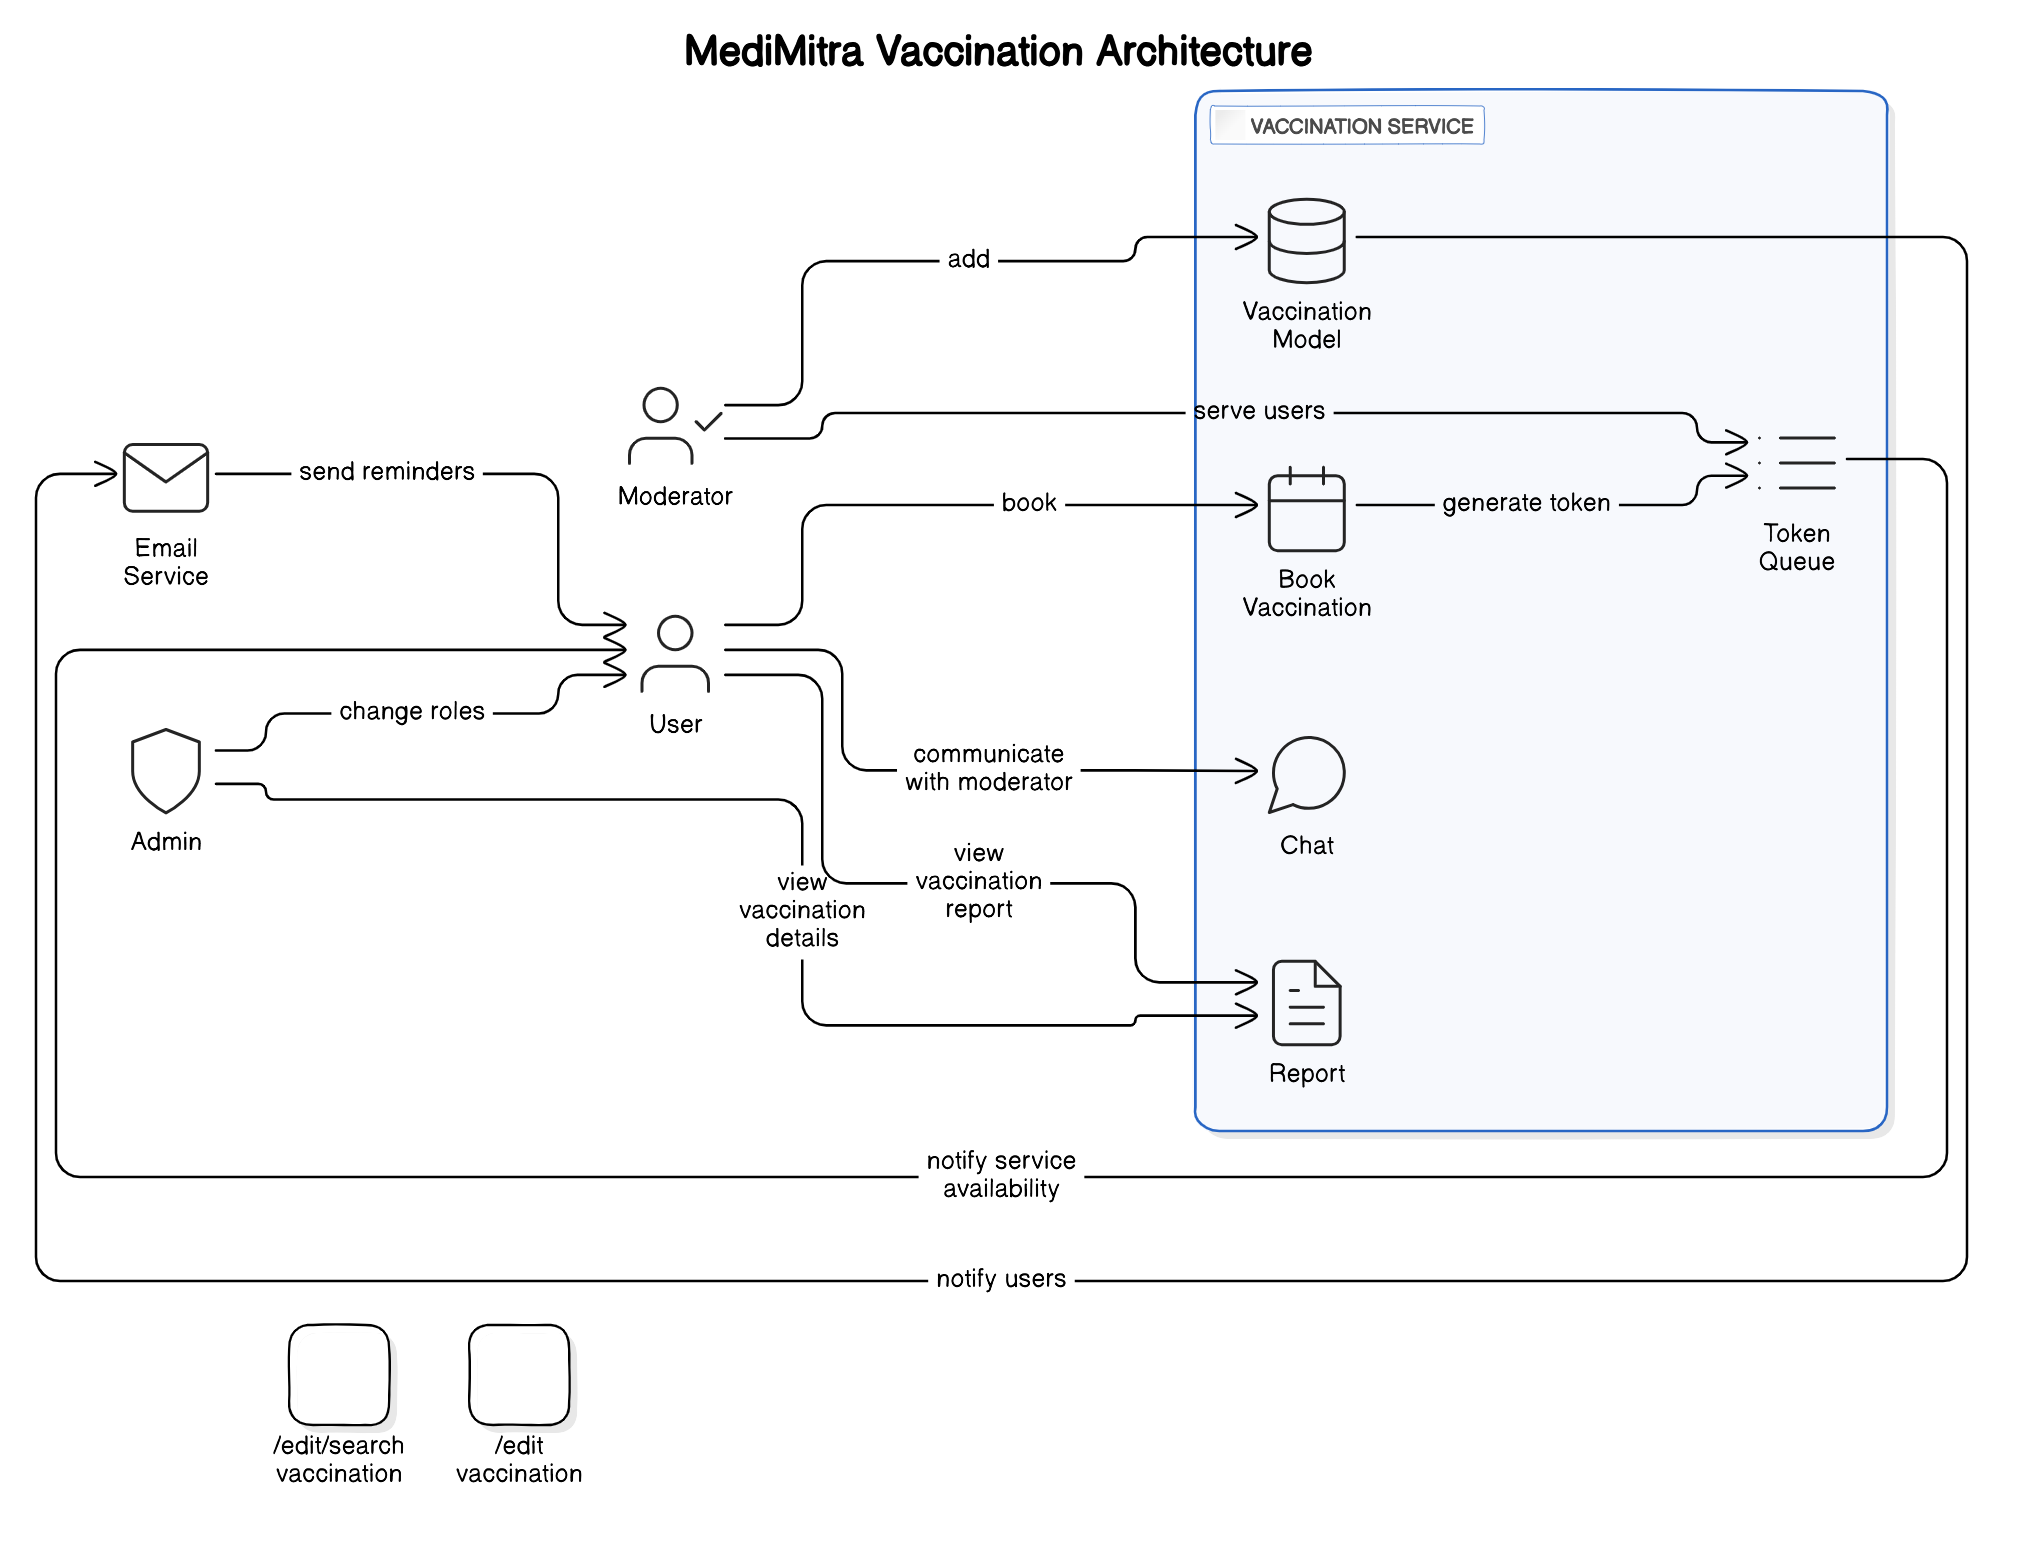 MediMitra Vaccination Architecture
VACCINATION SERVICE
add
Vaccination
Model
serve users
Moderator
send reminders
Email
Service
book
generate token
Book
Vaccination
Token
Queue
User
change roles
Admin
communicate
with moderator
Chat
view
vaccination
report
view
vaccination
details
Report
notify service
availability
notify users
/edit/search
vaccination
/edit
vaccination